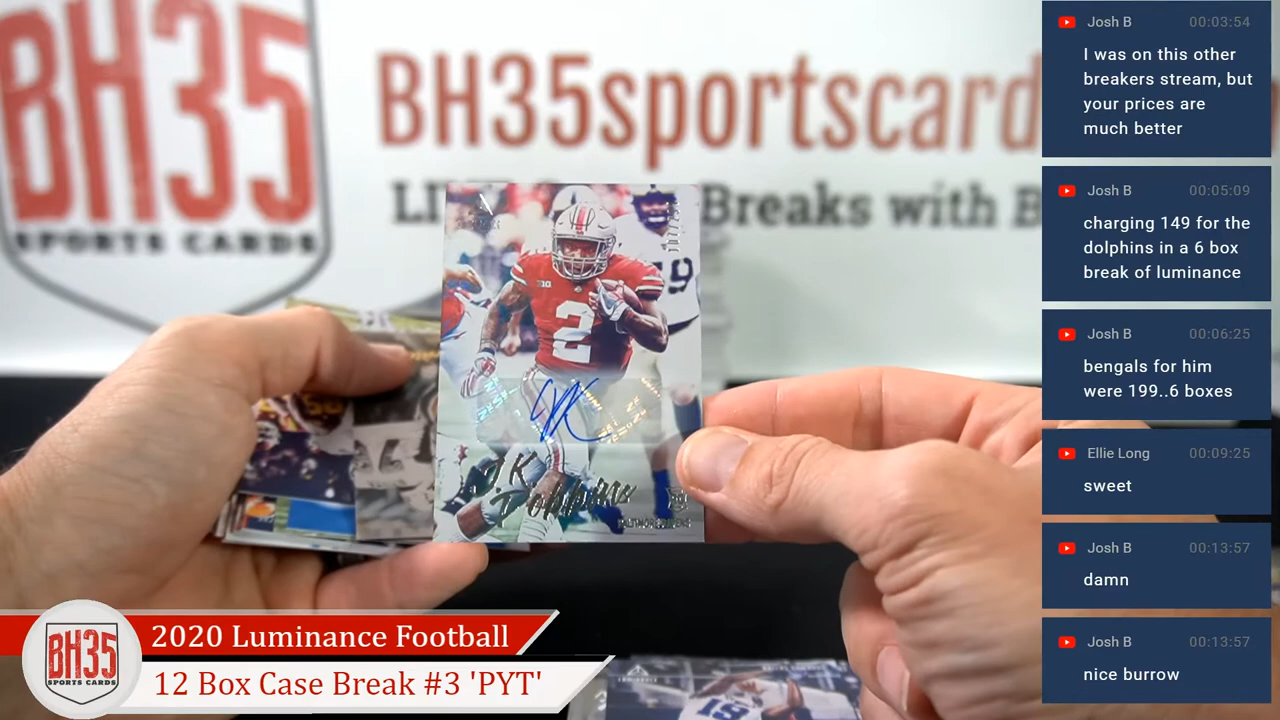 BH35
SPORTS CARDS
BH35sportscard
Breaks with B
2
J K
Dobbins
2020 Luminance Football
12 Box Case Break #3 'PYT'
BH35
SPORTS CARDS
Josh B 00:03:54
I was on this other
breakers stream, but
your prices are
much better
Josh B 00:05:09
charging 149 for the
dolphins in a 6 box
break of luminance
Josh B 00:06:25
bengals for him
were 199..6 boxes
Ellie Long 00:09:25
sweet
Josh B 00:13:57
damn
Josh B 00:13:57
nice burrow